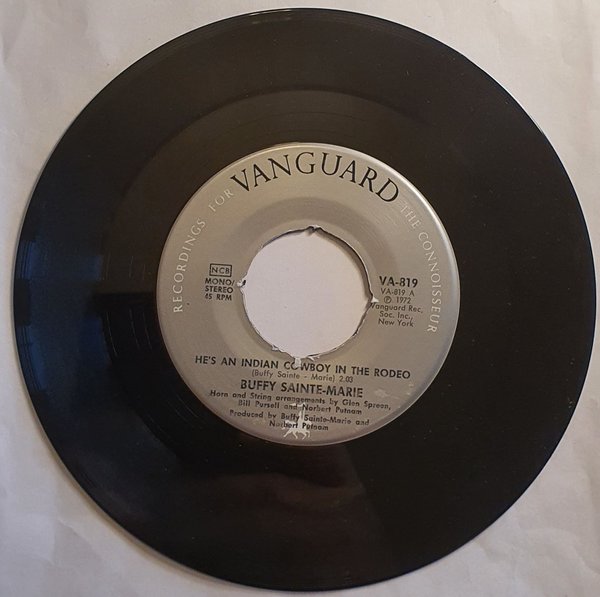 VANGUARD
RECORDINGS FOR THE CONNOISSEUR
NCB
MONO/
STEREO
45 RPM
VA-819
VA-819 A
℗ 1972
Vanguard Rec.
Soc. Inc.,
New York
HE'S AN INDIAN COWBOY IN THE RODEO
(Buffy Sainte - Marie) 2.03
BUFFY SAINTE-MARIE
Horn and String arrangements by Glen Spreen,
Bill Pursell and Norbert Putnam
Produced by Buffy Sainte-Marie and
Norbert Putnam